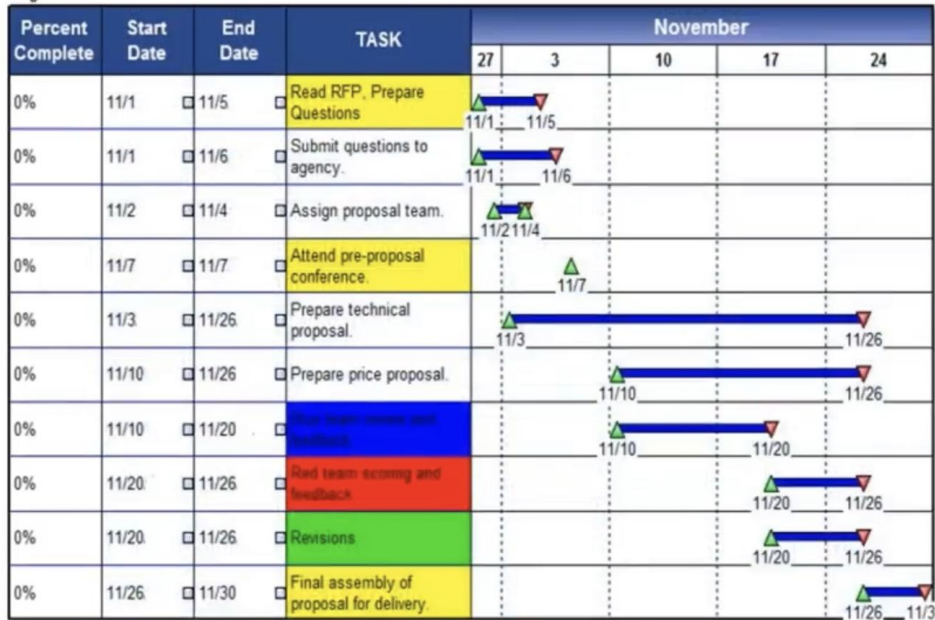 Percent Complete Start Date End Date TASK November
27 3 10 17 24
0% 11/1 11/5 Read RFP, Prepare Questions
11/1 11/5
0% 11/1 11/6 Submit questions to agency.
11/1 11/6
0% 11/2 11/4 Assign proposal team.
11/2 11/4
0% 11/7 11/7 Attend pre-proposal conference.
11/7
0% 11/3 11/26 Prepare technical proposal.
11/3 11/26
0% 11/10 11/26 Prepare price proposal.
11/10 11/26
0% 11/10 11/20
11/10 11/20
0% 11/20 11/26 Red team scoring and feedback
11/20 11/26
0% 11/20 11/26 Revisions
11/20 11/26
0% 11/26 11/30 Final assembly of proposal for delivery.
11/26 11/3